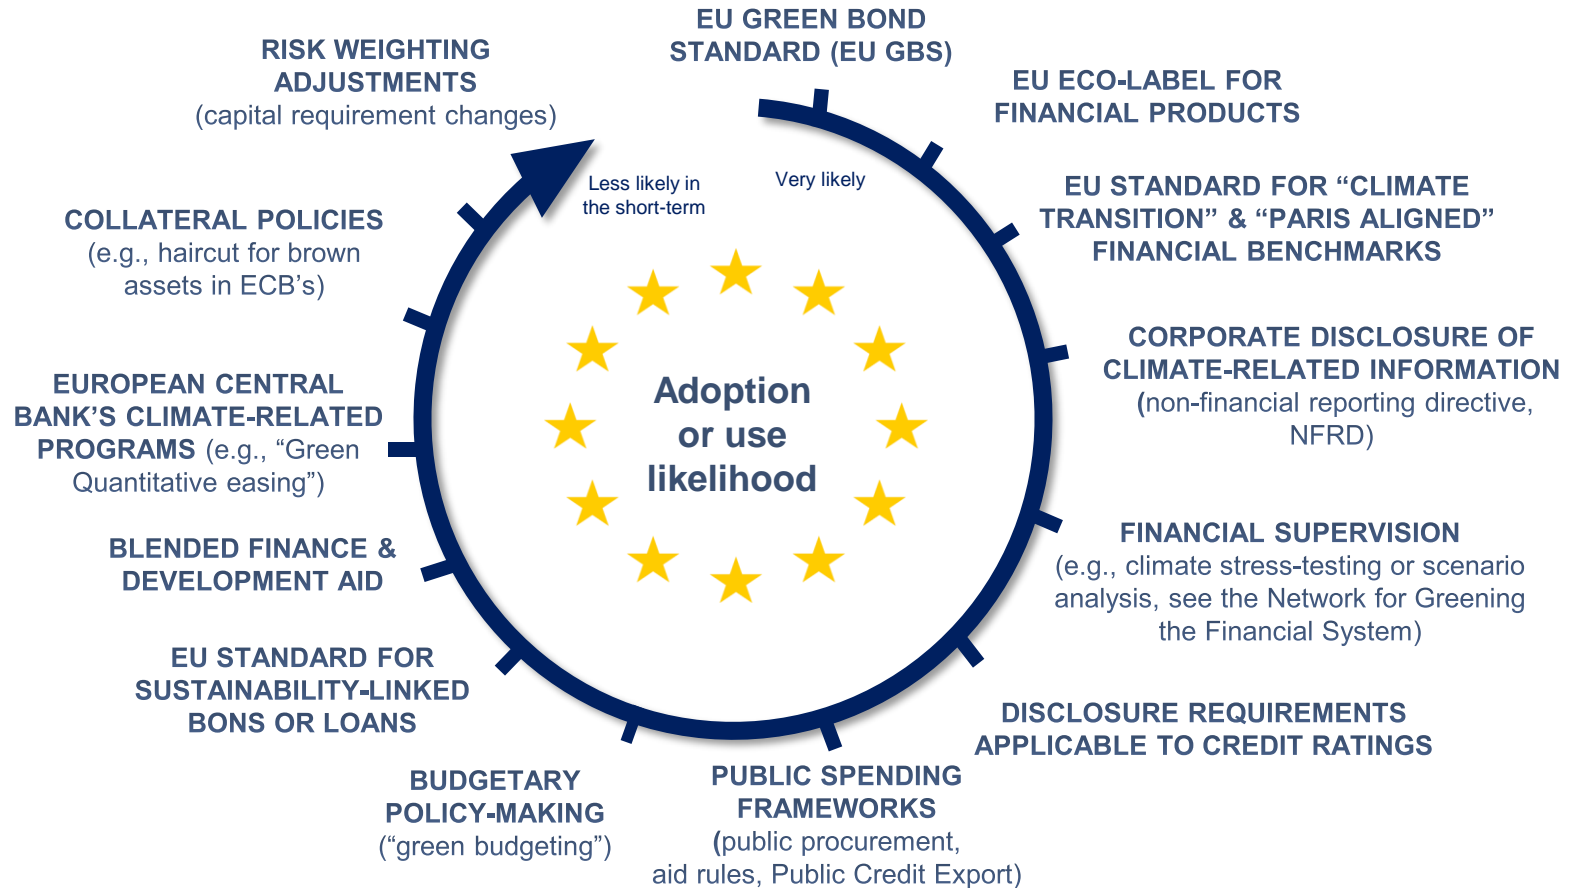 EU GREEN BOND
STANDARD (EU GBS)
EU ECO-LABEL FOR
FINANCIAL PRODUCTS
EU STANDARD FOR “CLIMATE
TRANSITION” & “PARIS ALIGNED”
FINANCIAL BENCHMARKS
CORPORATE DISCLOSURE OF
CLIMATE-RELATED INFORMATION
(non-financial reporting directive,
NFRD)
FINANCIAL SUPERVISION
(e.g., climate stress-testing or scenario
analysis, see the Network for Greening
the Financial System)
DISCLOSURE REQUIREMENTS
APPLICABLE TO CREDIT RATINGS
PUBLIC SPENDING
FRAMEWORKS
(public procurement,
aid rules, Public Credit Export)
BUDGETARY
POLICY-MAKING
(“green budgeting”)
EU STANDARD FOR
SUSTAINABILITY-LINKED
BONS OR LOANS
BLENDED FINANCE &
DEVELOPMENT AID
EUROPEAN CENTRAL
BANK’S CLIMATE-RELATED
PROGRAMS (e.g., “Green
Quantitative easing”)
COLLATERAL POLICIES
(e.g., haircut for brown
assets in ECB’s)
RISK WEIGHTING
ADJUSTMENTS
(capital requirement changes)
Less likely in
the short-term
Very likely
Adoption
or use
likelihood